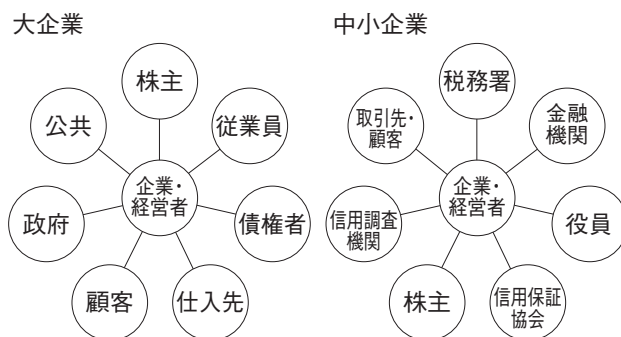 大企業
株主
従業員
債権者
仕入先
顧客
政府
公共
企業・
経営者
中小企業
税務署
金融
機関
役員
信用保証
協会
株主
信用調査
機関
取引先・
顧客
企業・
経営者